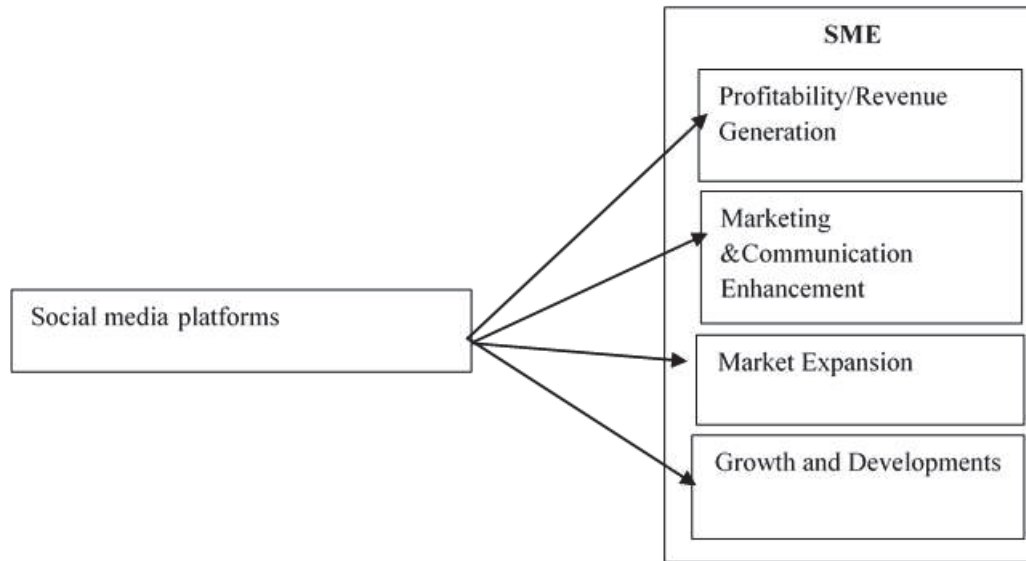 SME
Profitability/Revenue
Generation
Marketing
&Communication
Enhancement
Social media platforms
Market Expansion
Growth and Developments